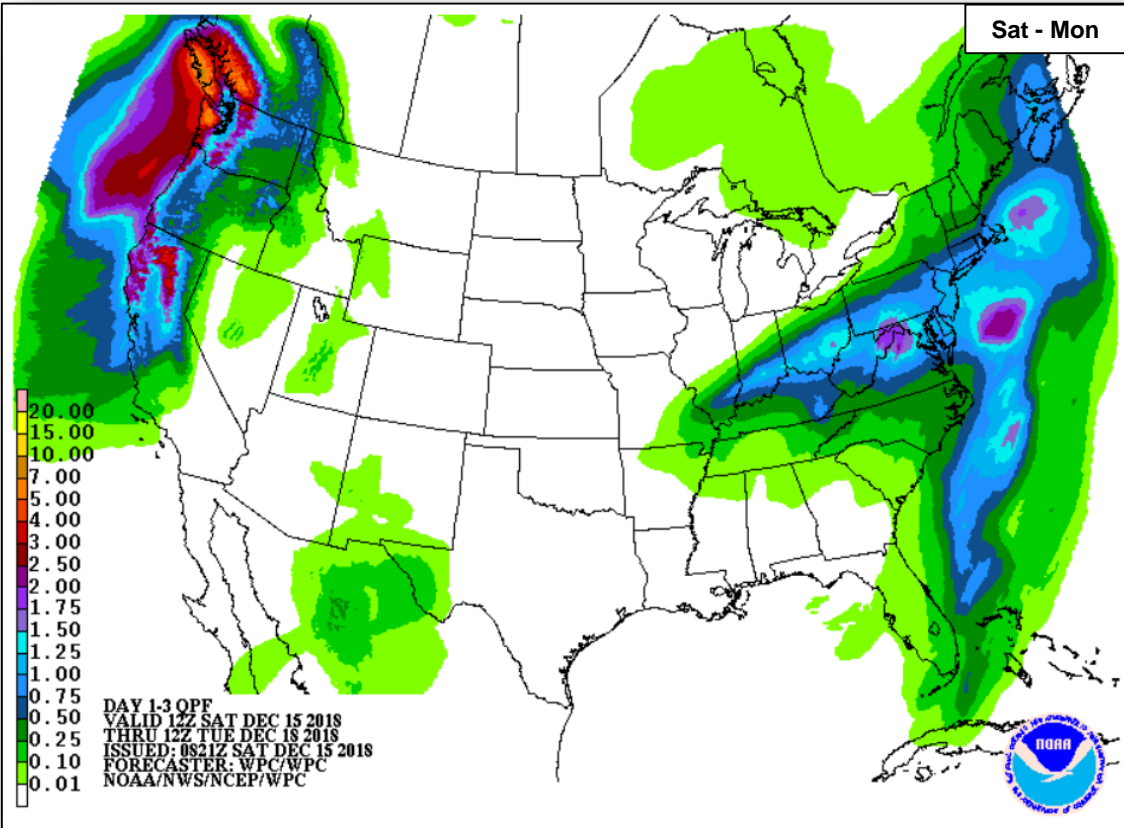 Sat - Mon
20.00
15.00
10.00
7.00
5.00
4.00
3.00
2.50
2.00
1.75
1.50
1.25
1.00
0.75
0.50
0.25
0.10
0.01
DAY 1-3 QPF
VALID 12Z SAT DEC 15 2018
THRU 12Z TUE DEC 18 2018
ISSUED: 0821Z SAT DEC 15 2018
FORECASTER: WPC/WPC
NOAA/NWS/NCEP/WPC
NOAA